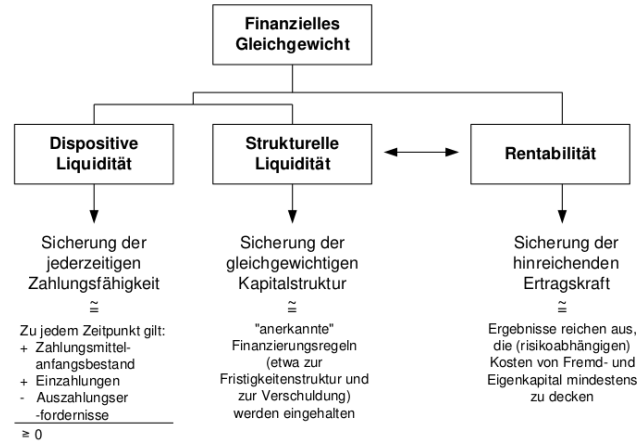 Finanzielles
Gleichgewicht
Dispositive
Liquidität
Strukturelle
Liquidität
Rentabilität
Sicherung der
jederzeitigen
Zahlungsfähigkeit
≅
Zu jedem Zeitpunkt gilt:
+ Zahlungsmittel-
anfangsbestand
+ Einzahlungen
- Auszahlungser
-fordernisse
≥ 0
Sicherung der
gleichgewichtigen
Kapitalstruktur
≅
"anerkannte"
Finanzierungsregeln
(etwa zur
Fristigkeitenstruktur und
zur Verschuldung)
werden eingehalten
Sicherung der
hinreichenden
Ertragskraft
≅
Ergebnisse reichen aus,
die (risikoabhängigen)
Kosten von Fremd- und
Eigenkapital mindestens
zu decken